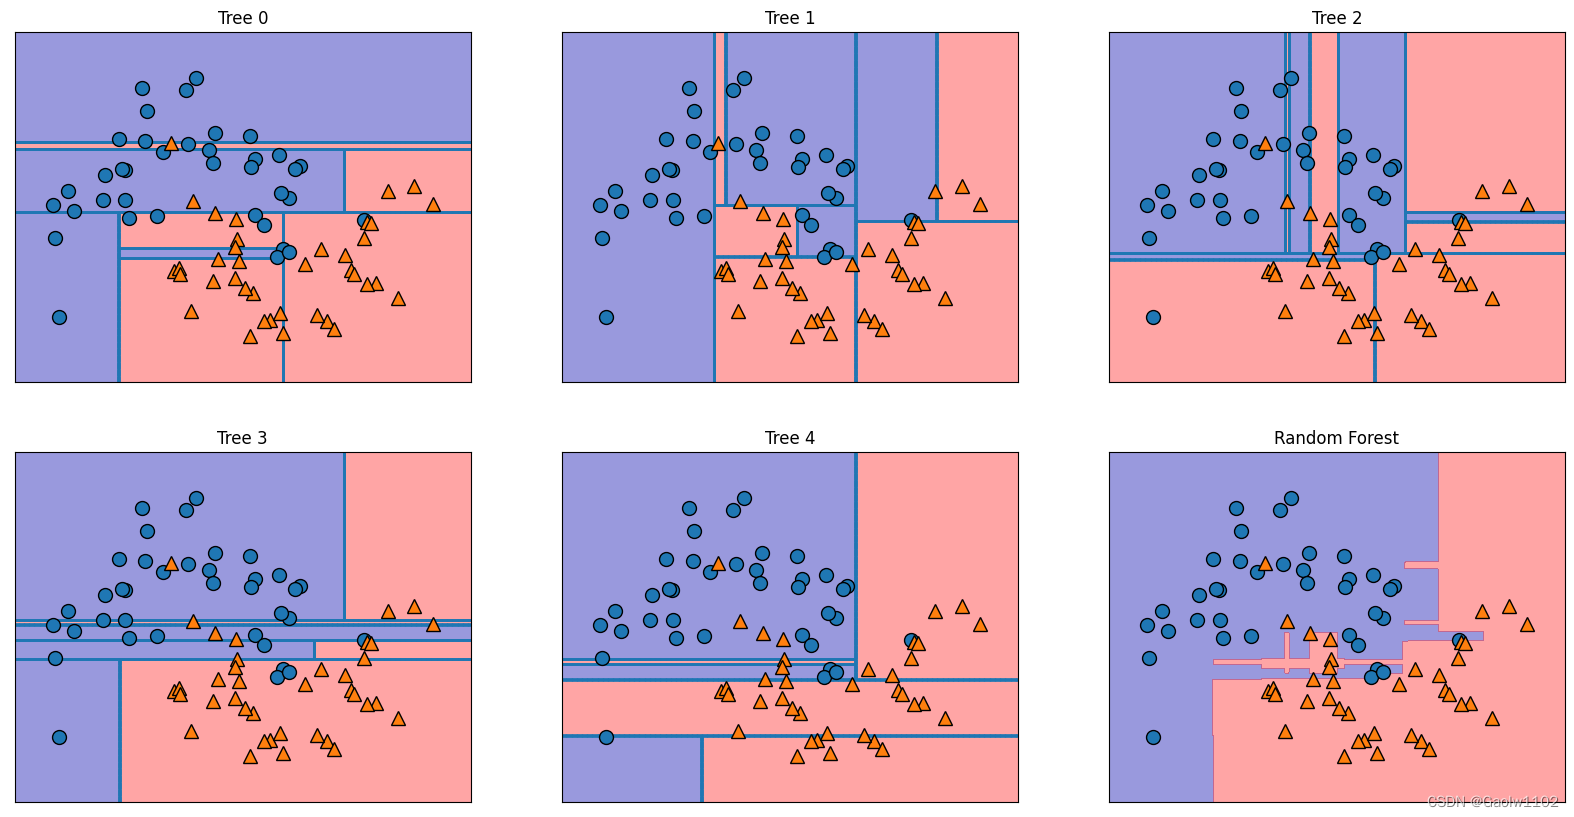 Tree 0
Tree 1
Tree 2
Tree 3
Tree 4
Random Forest
CSDN @Gaolw1102